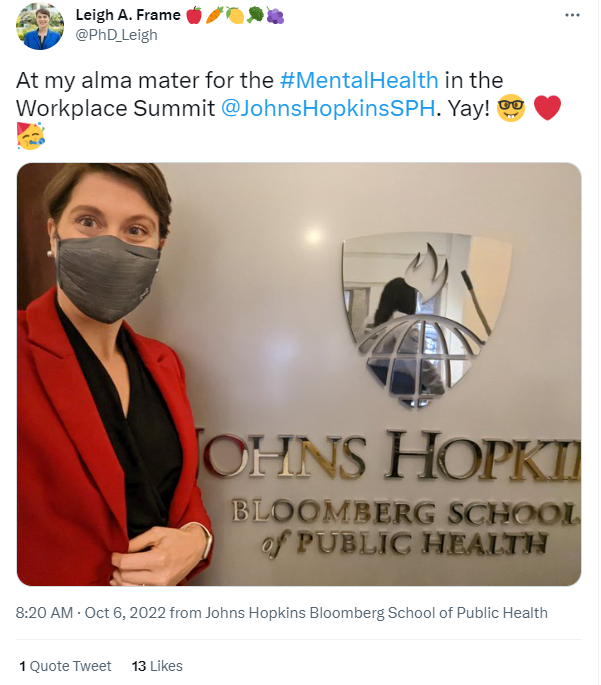 Leigh A. Frame 🍎🥕🍋🥦🍇
@PhD_Leigh
At my alma mater for the #MentalHealth in the
Workplace Summit @JohnsHopkinsSPH. Yay! 🤓 ❤️
🥳
JOHNS HOPKI
BLOOMBERG SCHOOL
of PUBLIC HEALTH
8:20 AM · Oct 6, 2022 from Johns Hopkins Bloomberg School of Public Health
1 Quote Tweet 13 Likes